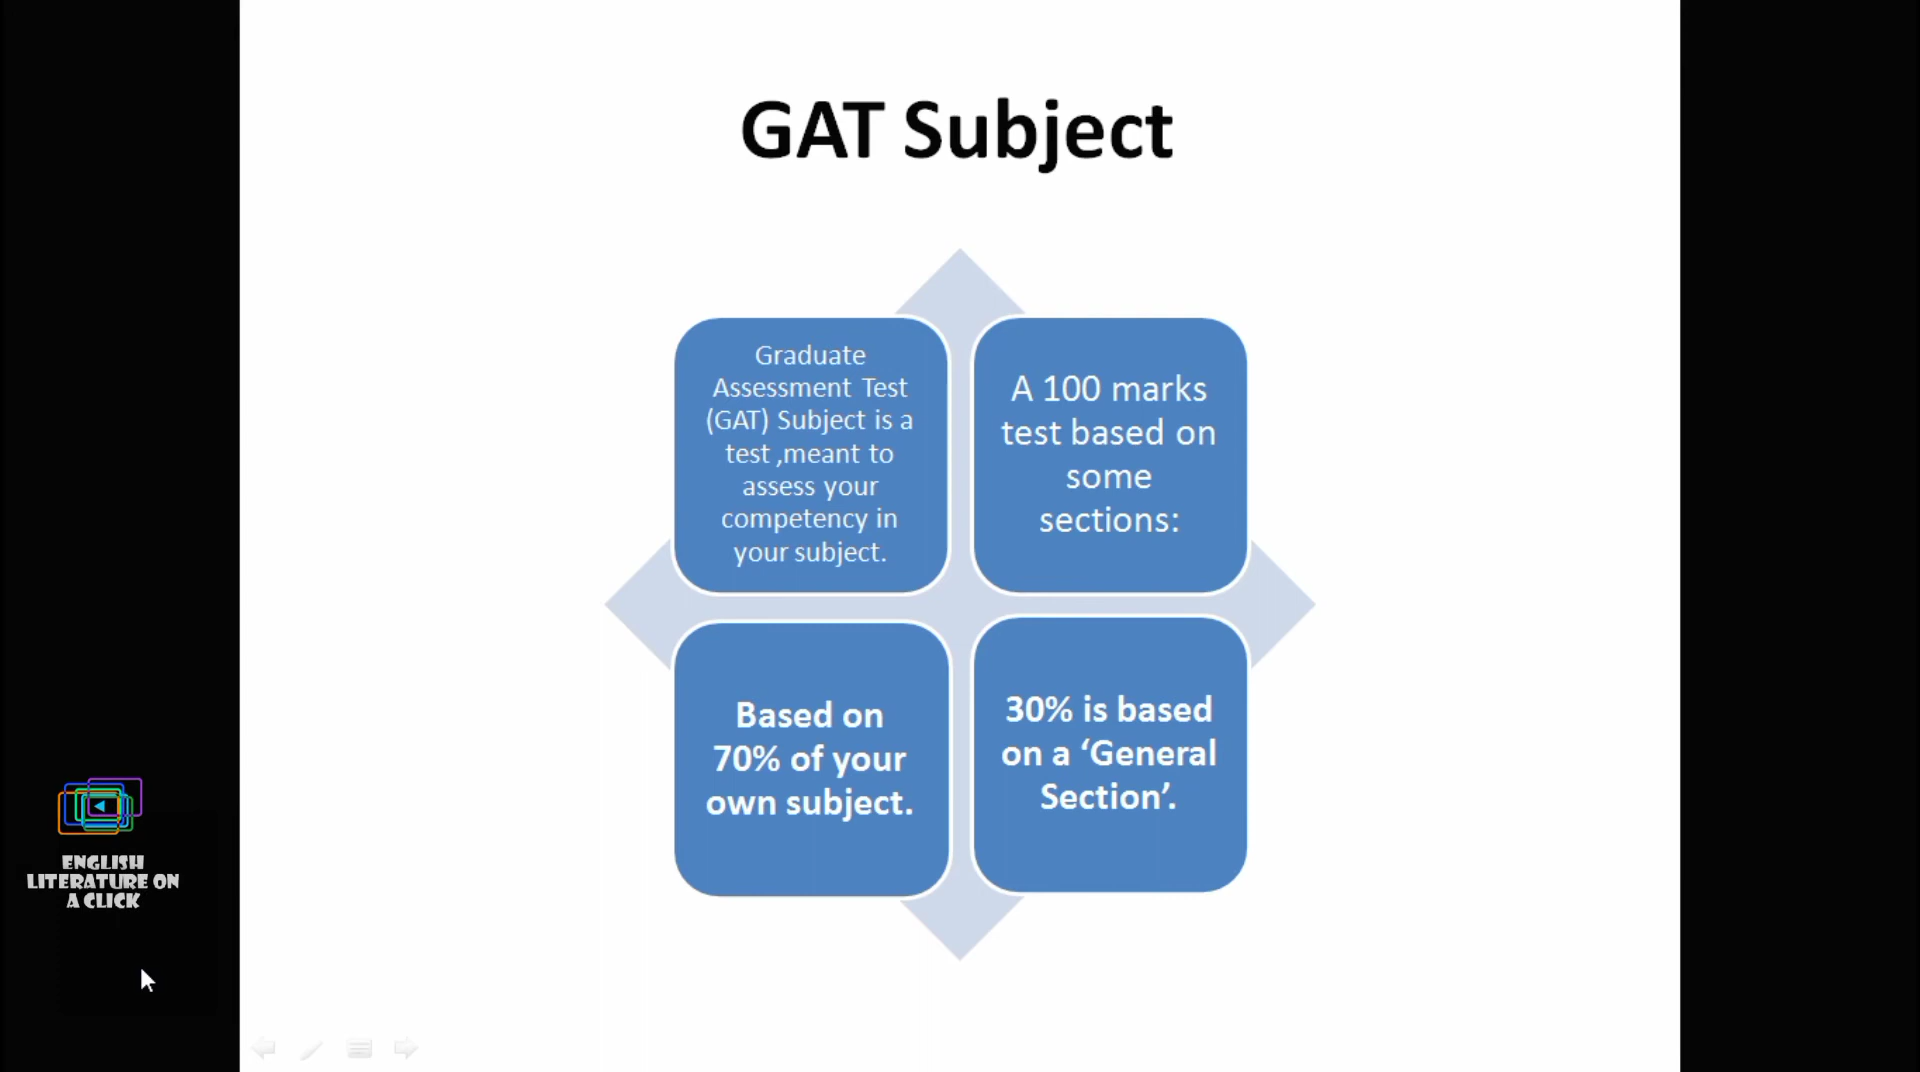 GAT Subject
Graduate
Assessment Test
(GAT) Subject is a
test ,meant to
assess your
competency in
your subject.
A 100 marks
test based on
some
sections:
Based on
70% of your
own subject.
30% is based
on a ‘General
Section’.
ENGLISH
LITERATURE ON
A CLICK